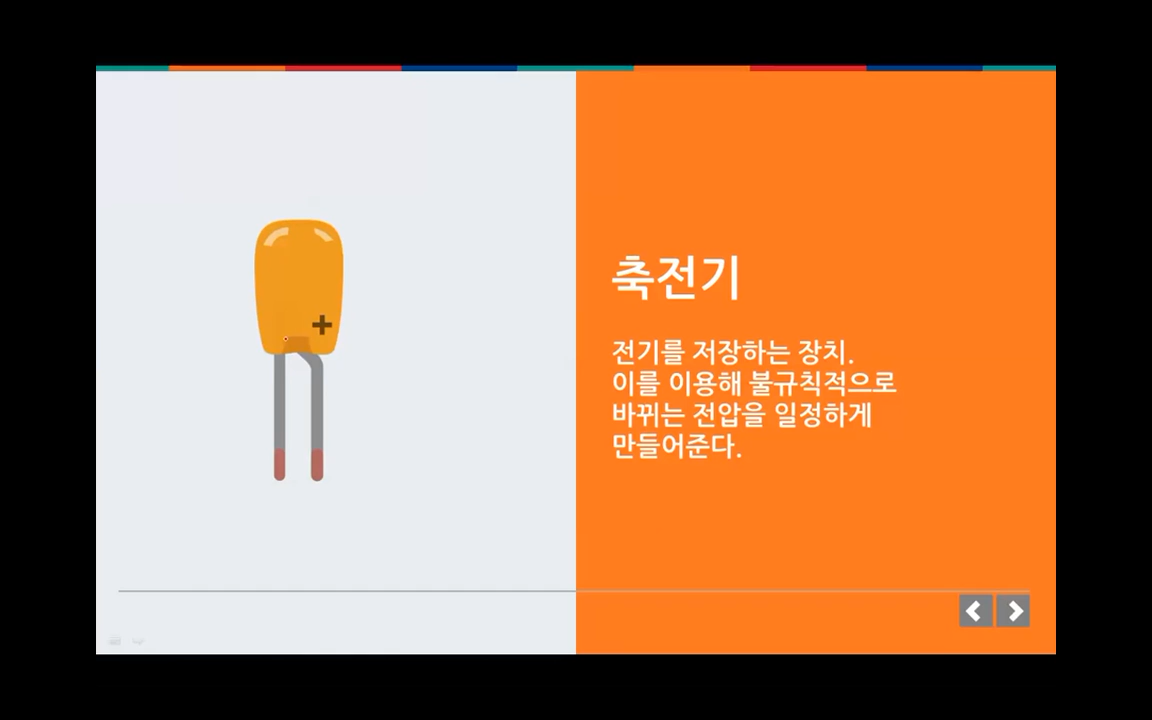 축전기
전기를 저장하는 장치.
이를 이용해 불규칙적으로
바뀌는 전압을 일정하게
만들어준다.
+